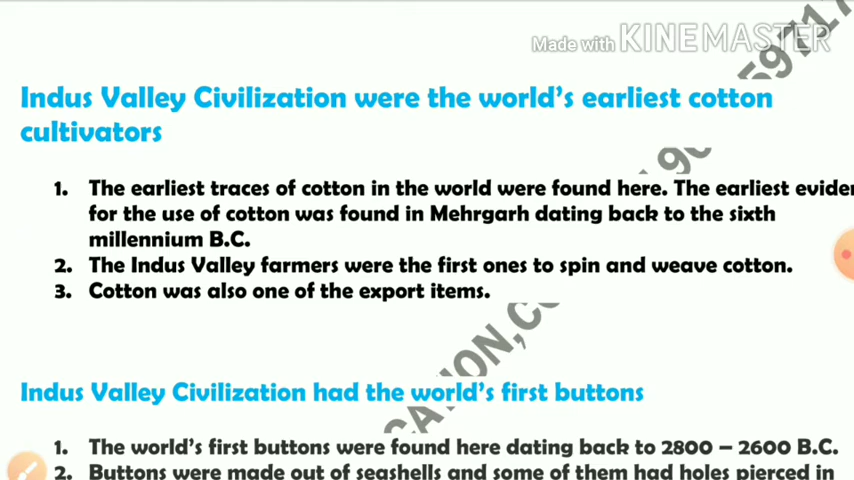 Made with KINEMASTER
Indus Valley Civilization were the world's earliest cotton
cultivators
1. The earliest traces of cotton in the world were found here. The earliest
for the use of cotton was found in Mehrgarh dating back to the sixth
millennium B.C.
2. The Indus Valley farmers were the first ones to spin and weave cotton.
3. Cotton was also one of the export items.
Indus Valley Civilization had the world's first buttons
1. The world's first buttons were found here dating back to 2800 – 2600 B.C.
2. Buttons were made out of seashells and some of them had holes pierced in